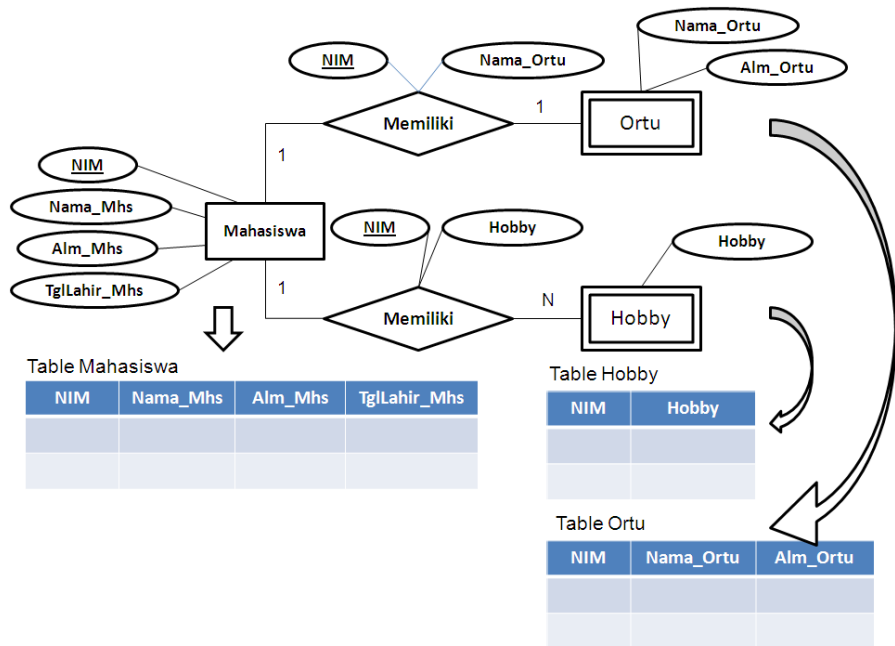 Nama_Ortu
NIM
Nama_Ortu
Alm_Ortu
Memiliki
1
Ortu
1
NIM
Nama_Mhs
Mahasiswa
Alm_Mhs
TglLahir_Mhs
NIM
Hobby
Hobby
1
Memiliki
N
Hobby
Table Mahasiswa
NIM Nama_Mhs Alm_Mhs TglLahir_Mhs
Table Hobby
NIM Hobby
Table Ortu
NIM Nama_Ortu Alm_Ortu